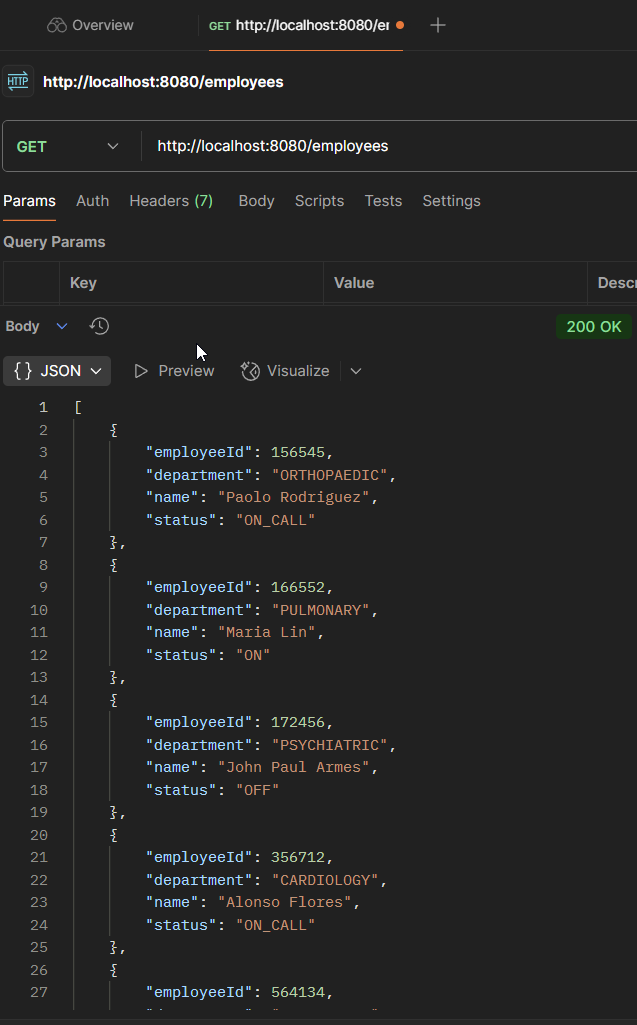 Overview
GET http://localhost:8080/er
HTTP http://localhost:8080/employees
GET http://localhost:8080/employees
Params Auth Headers (7) Body Scripts Tests Settings
Query Params
Key Value Descr
Body 200 OK
{} JSON Preview Visualize
1 [
2 {
3 "employeeId": 156545,
4 "department": "ORTHOPAEDIC",
5 "name": "Paolo Rodriguez",
6 "status": "ON_CALL"
7 },
8 {
9 "employeeId": 166552,
10 "department": "PULMONARY",
11 "name": "Maria Lin",
12 "status": "ON"
13 },
14 {
15 "employeeId": 172456,
16 "department": "PSYCHIATRIC",
17 "name": "John Paul Armes",
18 "status": "OFF"
19 },
20 {
21 "employeeId": 356712,
22 "department": "CARDIOLOGY",
23 "name": "Alonso Flores",
24 "status": "ON_CALL"
25 },
26 {
27 "employeeId": 564134,